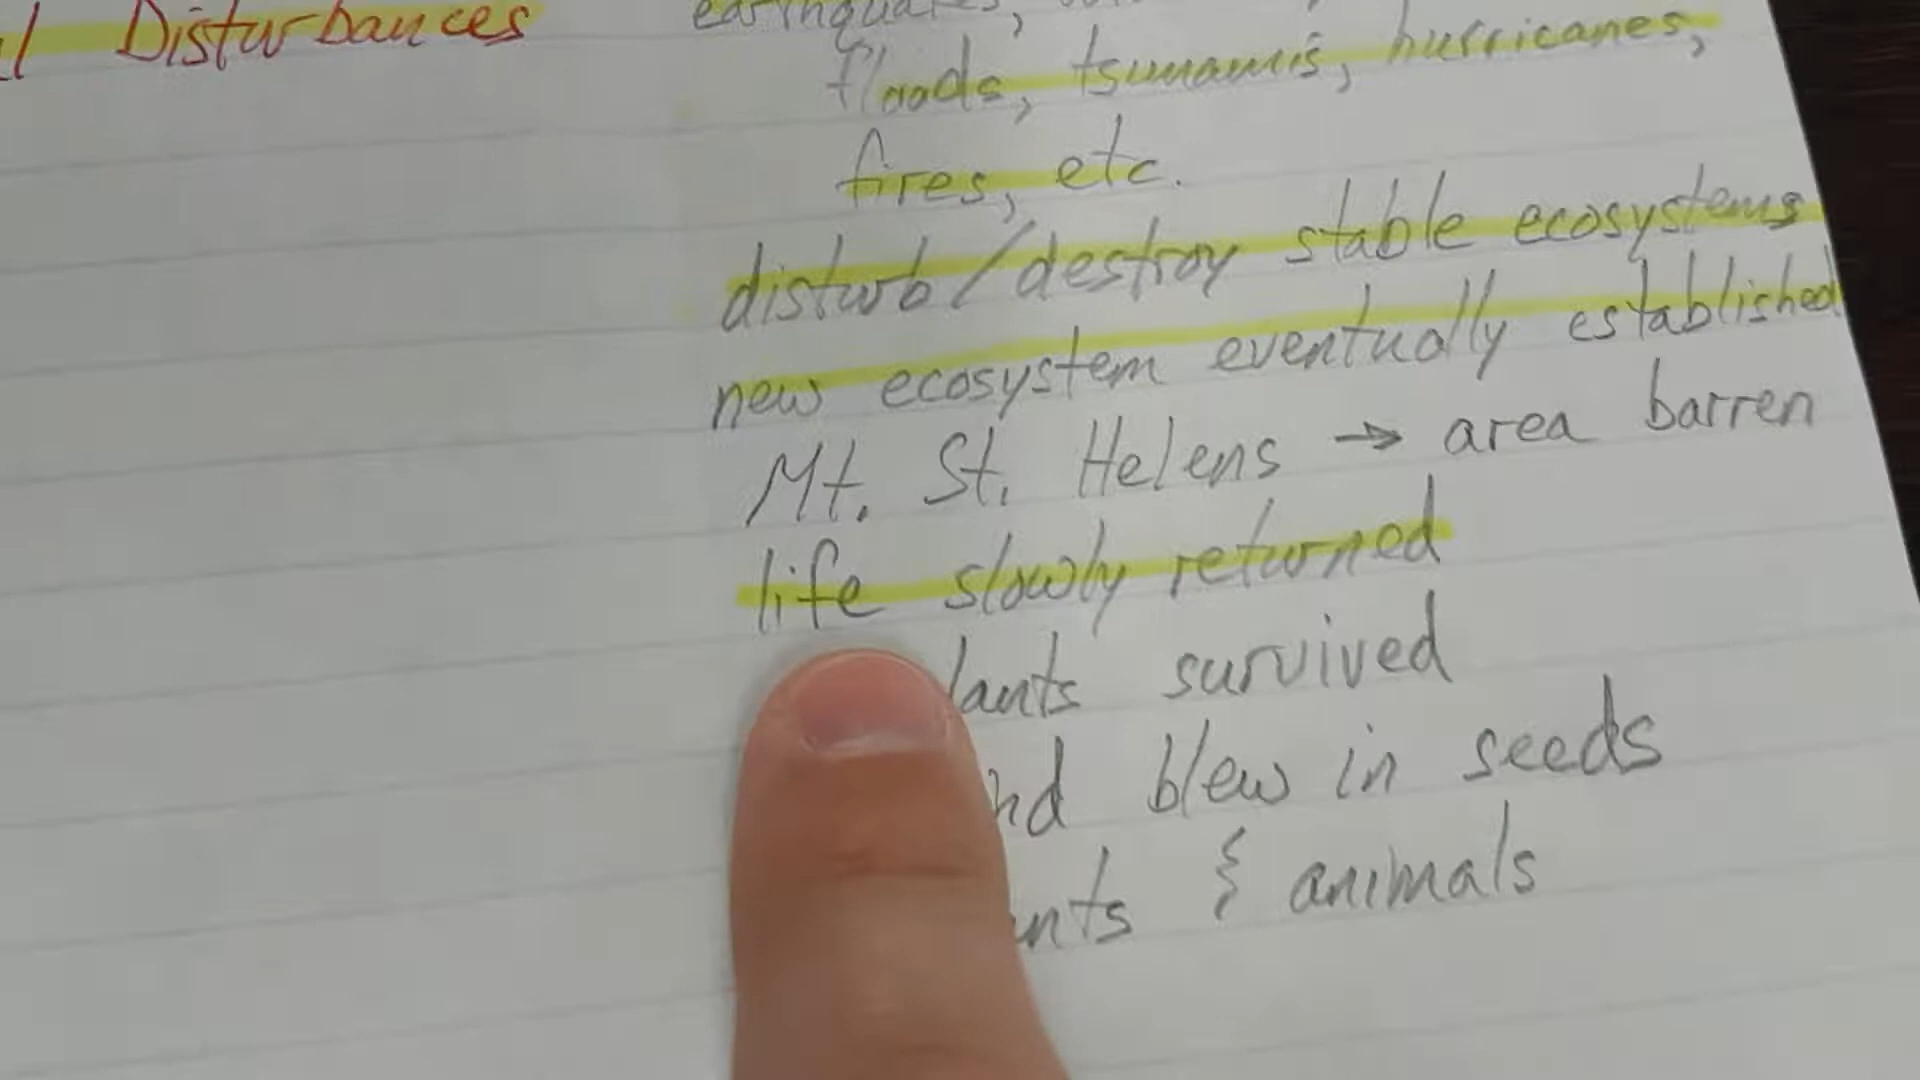 Disturbances
floods, tsunamis, hurricanes,
fires, etc.
disturb/destroy stable ecosystems
new ecosystem eventually established
Mt. St. Helens → area barren
life slowly returned
survived
blew in seeds
& animals